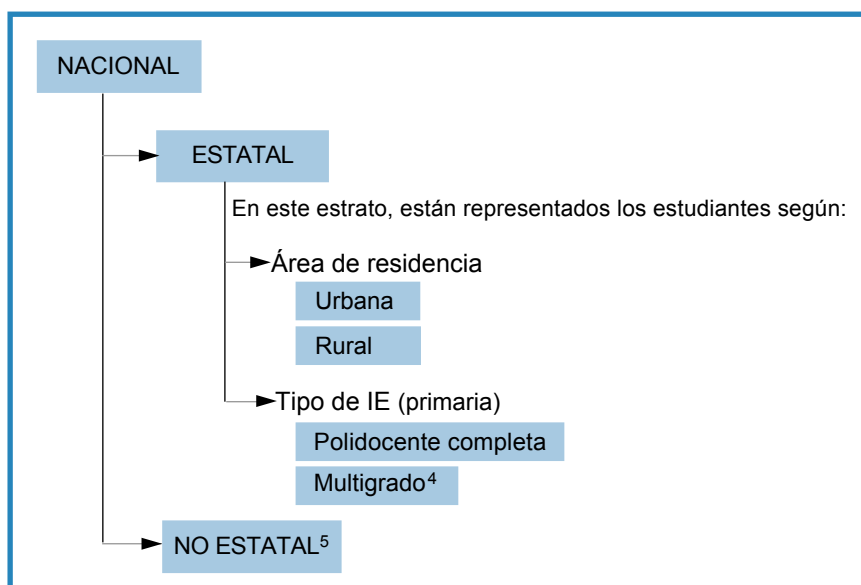 NACIONAL
ESTATAL
En este estrato, están representados los estudiantes según:
Área de residencia
Urbana
Rural
Tipo de IE (primaria)
Polidocente completa
Multigrado⁴
NO ESTATAL⁵